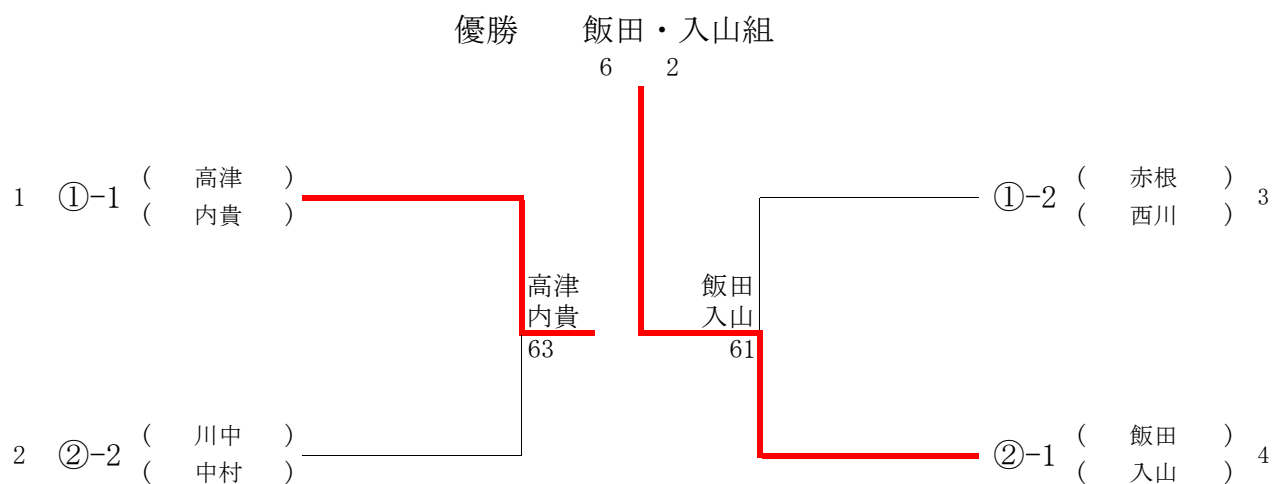 優勝　飯田・入山組
6 2
1 ①-1 ( 高津 )
( 内貴 )
①-2 ( 赤根 ) 3
( 西川 )
高津
内貴
63
飯田
入山
61
2 ②-2 ( 川中 )
( 中村 )
②-1 ( 飯田 ) 4
( 入山 )